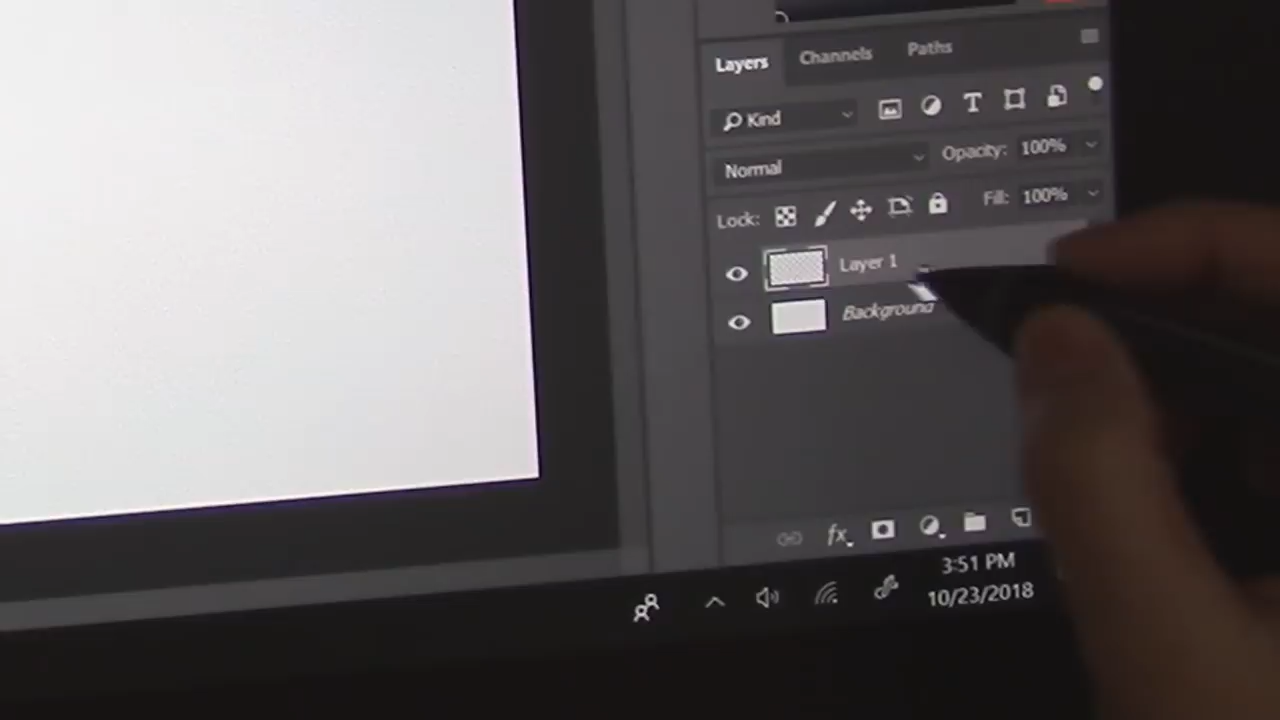 Layers Channels Paths
Kind
Normal Opacity: 100%
Lock: Fill: 100%
Layer 1
Background
fx
3:51 PM
10/23/2018